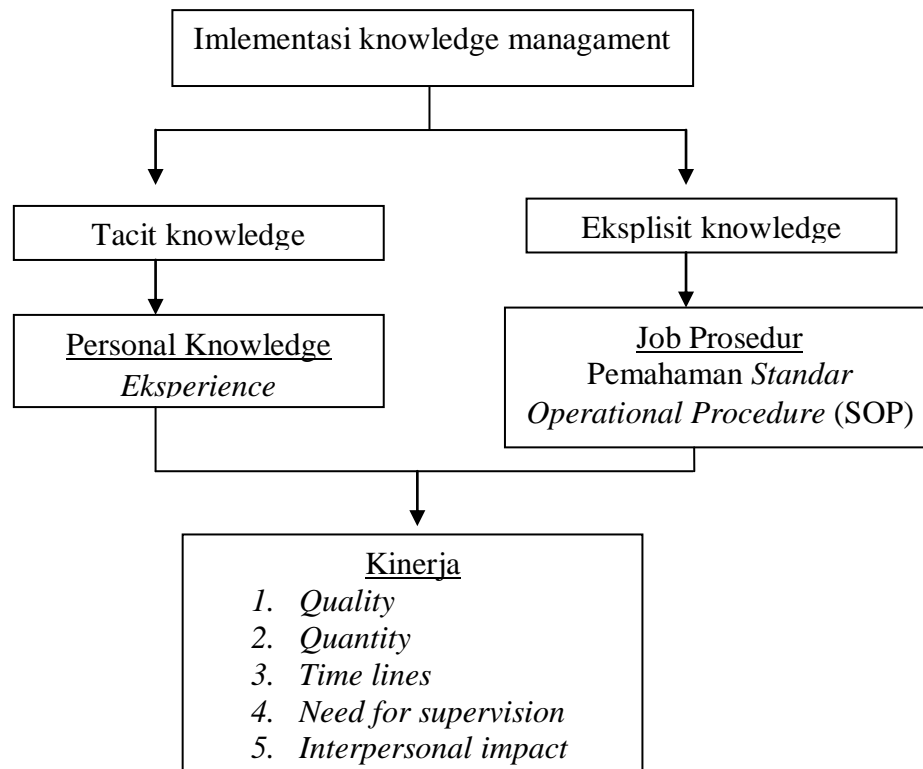 Imlementasi knowledge managament
Tacit knowledge
Eksplisit knowledge
Personal Knowledge
Eksperience
Job Prosedur
Pemahaman Standar
Operational Procedure (SOP)
Kinerja
1. Quality
2. Quantity
3. Time lines
4. Need for supervision
5. Interpersonal impact